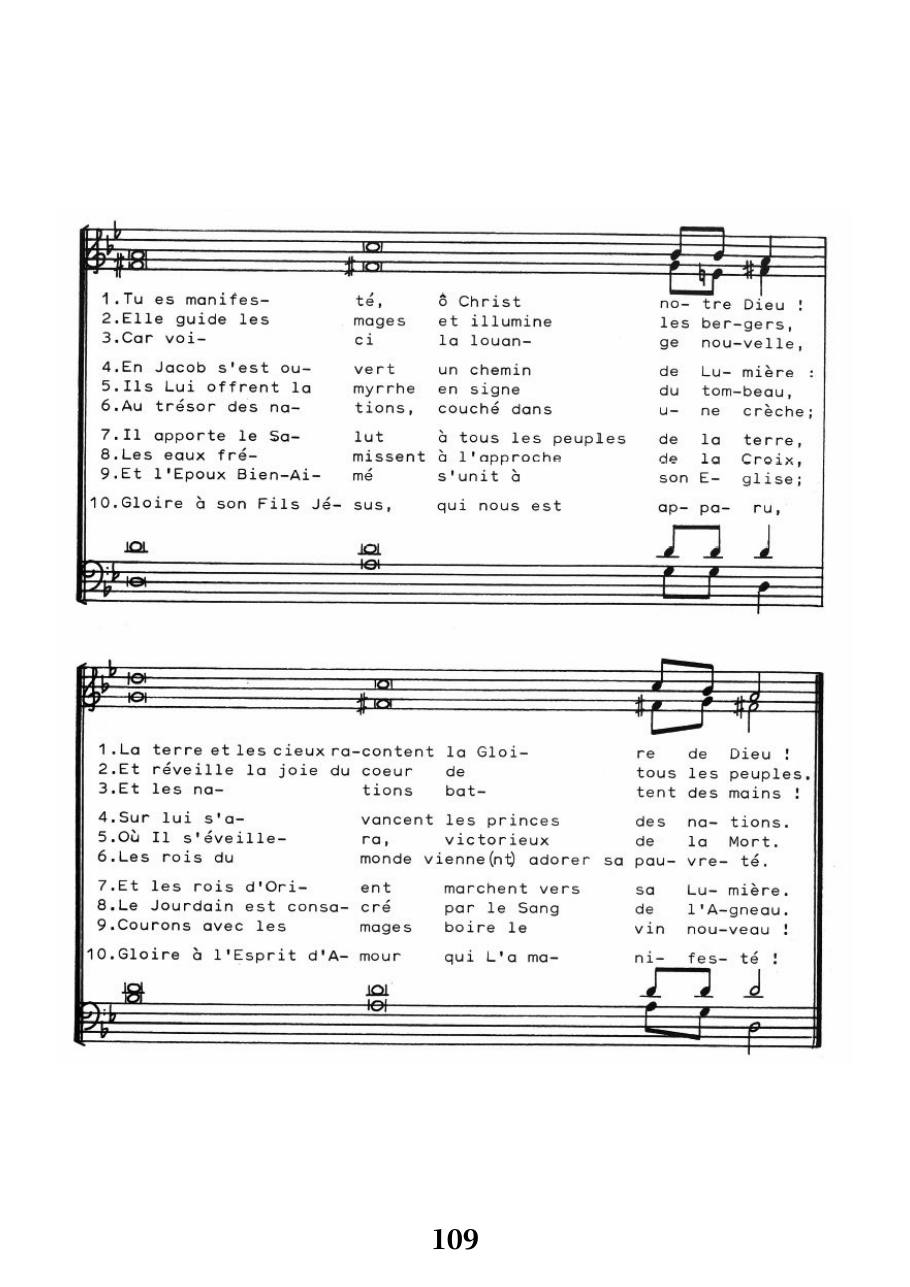 1.Tu es manifes- té, ô Christ no- tre Dieu !
2.Elle guide les mages et illumine les ber-gers,
3.Car voi- ci la louan- ge nou-velle,
4.En Jacob s'est ou- vert un chemin de Lu- mière :
5.Ils Lui offrent la myrrhe en signe du tom-beau,
6.Au trésor des na- tions, couché dans u- ne crèche;
7.Il apporte le Sa- lut à tous les peuples de la terre,
8.Les eaux fré- missent à l'approche de la Croix,
9.Et l'Epoux Bien-Ai- mé s'unit à son E- glise;
10.Gloire à son Fils Jé- sus, qui nous est ap- pa- ru,
1.La terre et les cieux ra-content la Gloi- re de Dieu !
2.Et réveille la joie du coeur de tous les peuples.
3.Et les na- tions bat- tent des mains !
4.Sur lui s'a- vancent les princes des na- tions.
5.Où Il s'éveille- ra, victorieux de la Mort.
6.Les rois du monde vienne(nt) adorer sa pau- vre- té.
7.Et les rois d'Ori- ent marchent vers sa Lu- mière.
8.Le Jourdain est consa- cré par le Sang de l'A-gneau.
9.Courons avec les mages boire le vin nou-veau !
10.Gloire à l'Esprit d'A- mour qui L'a ma- ni- fes- té !
109